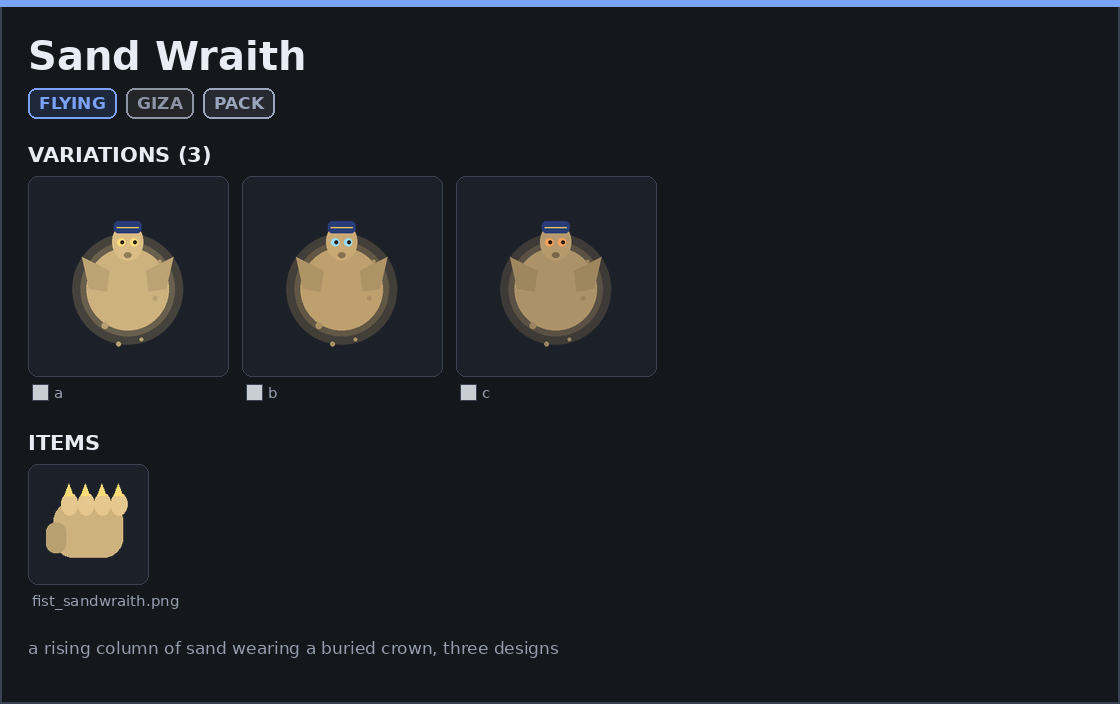 Sand Wraith
FLYING GIZA PACK
VARIATIONS (3)
a b c
ITEMS
fist_sandwraith.png
a rising column of sand wearing a buried crown, three designs